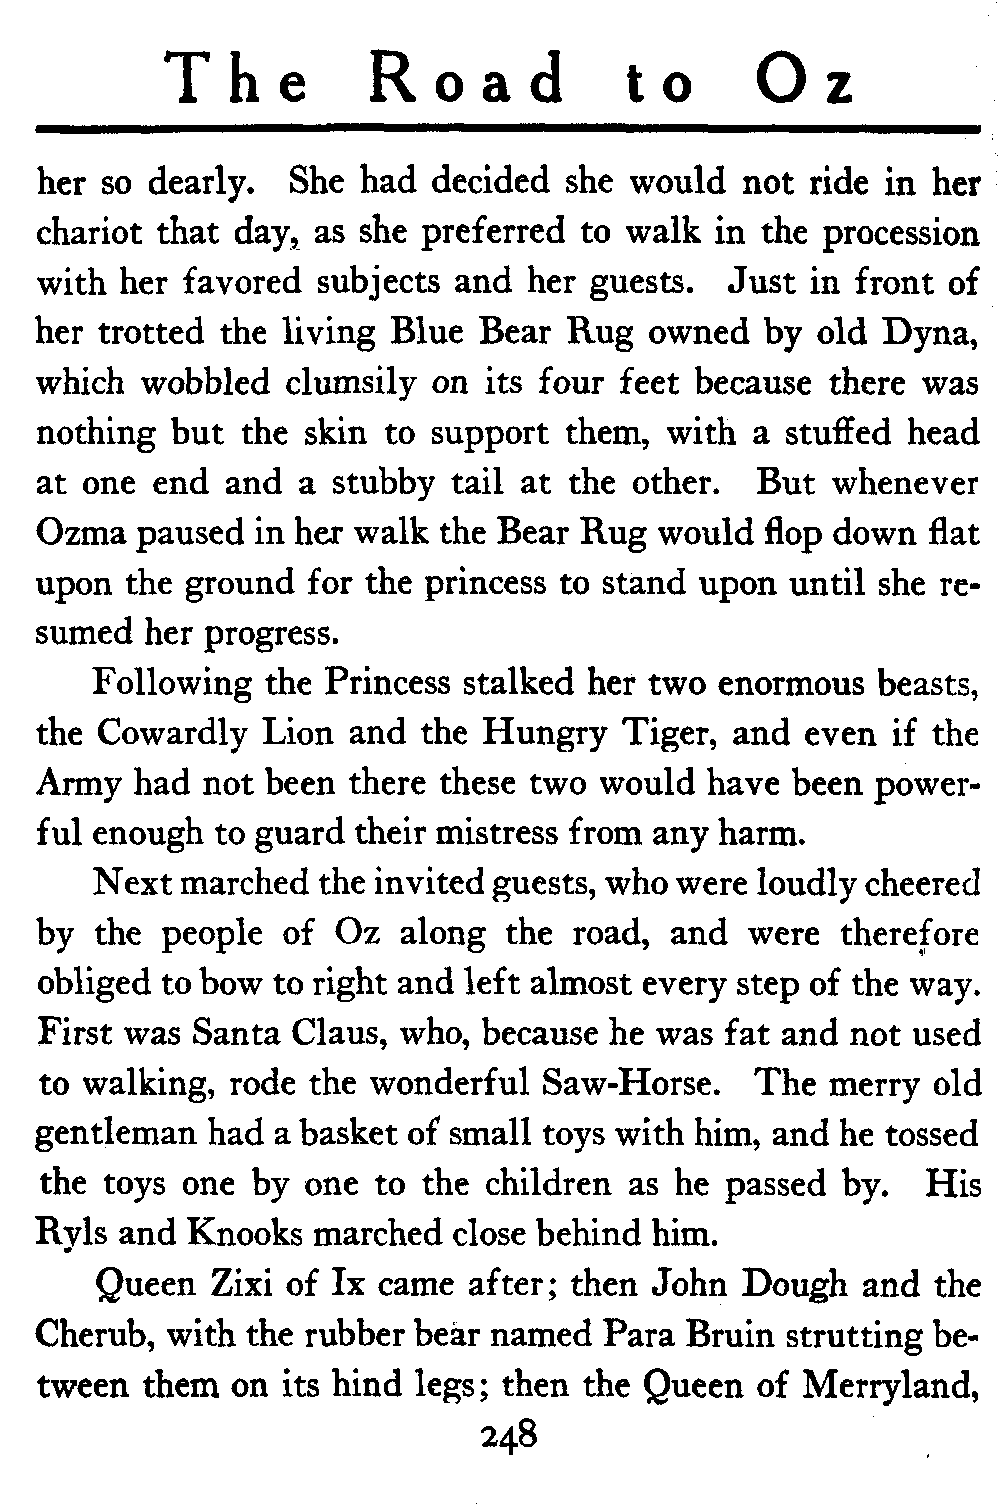 The Road to Oz
her so dearly. She had decided she would not ride in her
chariot that day, as she preferred to walk in the procession
with her favored subjects and her guests. Just in front of
her trotted the living Blue Bear Rug owned by old Dyna,
which wobbled clumsily on its four feet because there was
nothing but the skin to support them, with a stuffed head
at one end and a stubby tail at the other. But whenever
Ozma paused in her walk the Bear Rug would flop down flat
upon the ground for the princess to stand upon until she re-
sumed her progress.
Following the Princess stalked her two enormous beasts,
the Cowardly Lion and the Hungry Tiger, and even if the
Army had not been there these two would have been power-
ful enough to guard their mistress from any harm.
Next marched the invited guests, who were loudly cheered
by the people of Oz along the road, and were therefore
obliged to bow to right and left almost every step of the way.
First was Santa Claus, who, because he was fat and not used
to walking, rode the wonderful Saw-Horse. The merry old
gentleman had a basket of small toys with him, and he tossed
the toys one by one to the children as he passed by. His
Ryls and Knooks marched close behind him.
Queen Zixi of Ix came after; then John Dough and the
Cherub, with the rubber bear named Para Bruin strutting be-
tween them on its hind legs; then the Queen of Merryland,
248